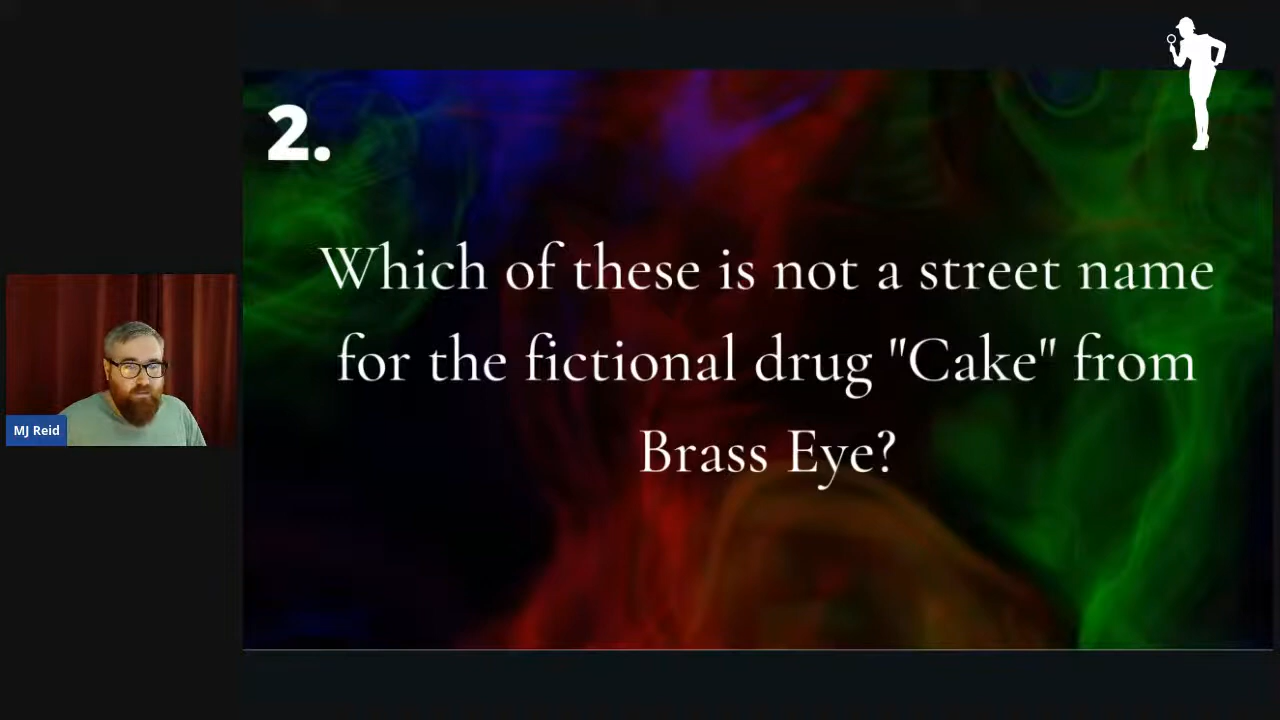 2.
Which of these is not a street name
for the fictional drug "Cake" from
Brass Eye?
MJ Reid